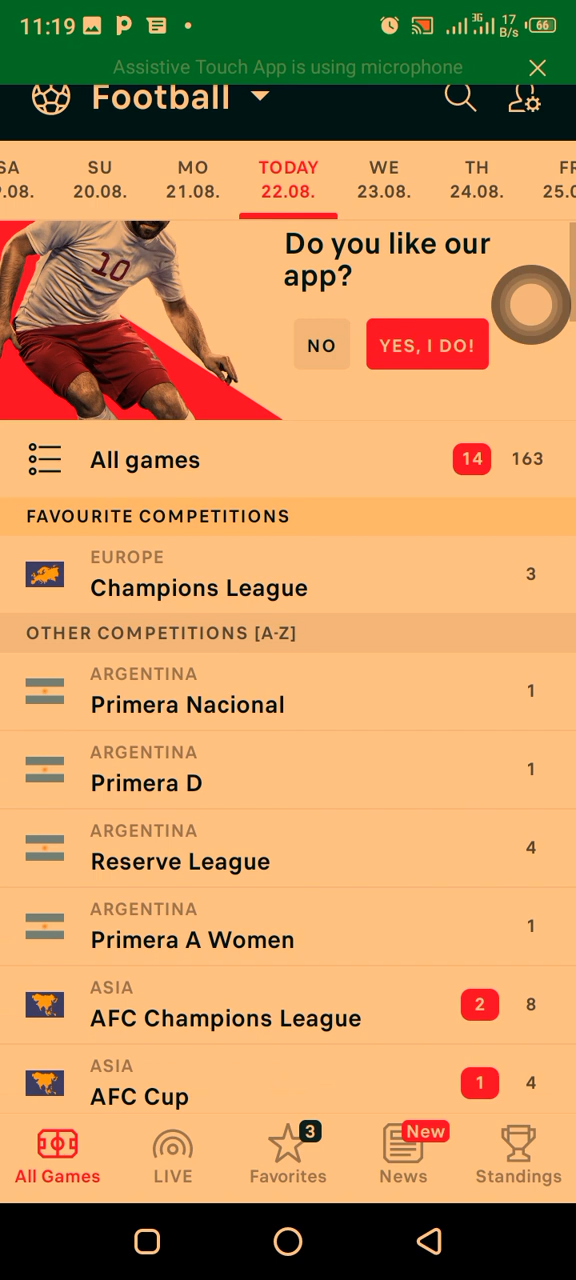 11:19
3G
17
B/s
66
Assistive Touch App is using microphone
Football
SU MO TODAY WE TH
20.08. 21.08. 22.08. 23.08. 24.08.
10
Do you like our
app?
NO YES, I DO!
All games 14 163
FAVOURITE COMPETITIONS
EUROPE
Champions League 3
OTHER COMPETITIONS [A-Z]
ARGENTINA
Primera Nacional 1
ARGENTINA
Primera D 1
ARGENTINA
Reserve League 4
ARGENTINA
Primera A Women 1
ASIA
AFC Champions League 2 8
ASIA
AFC Cup 1 4
3 New
All Games LIVE Favorites News Standings